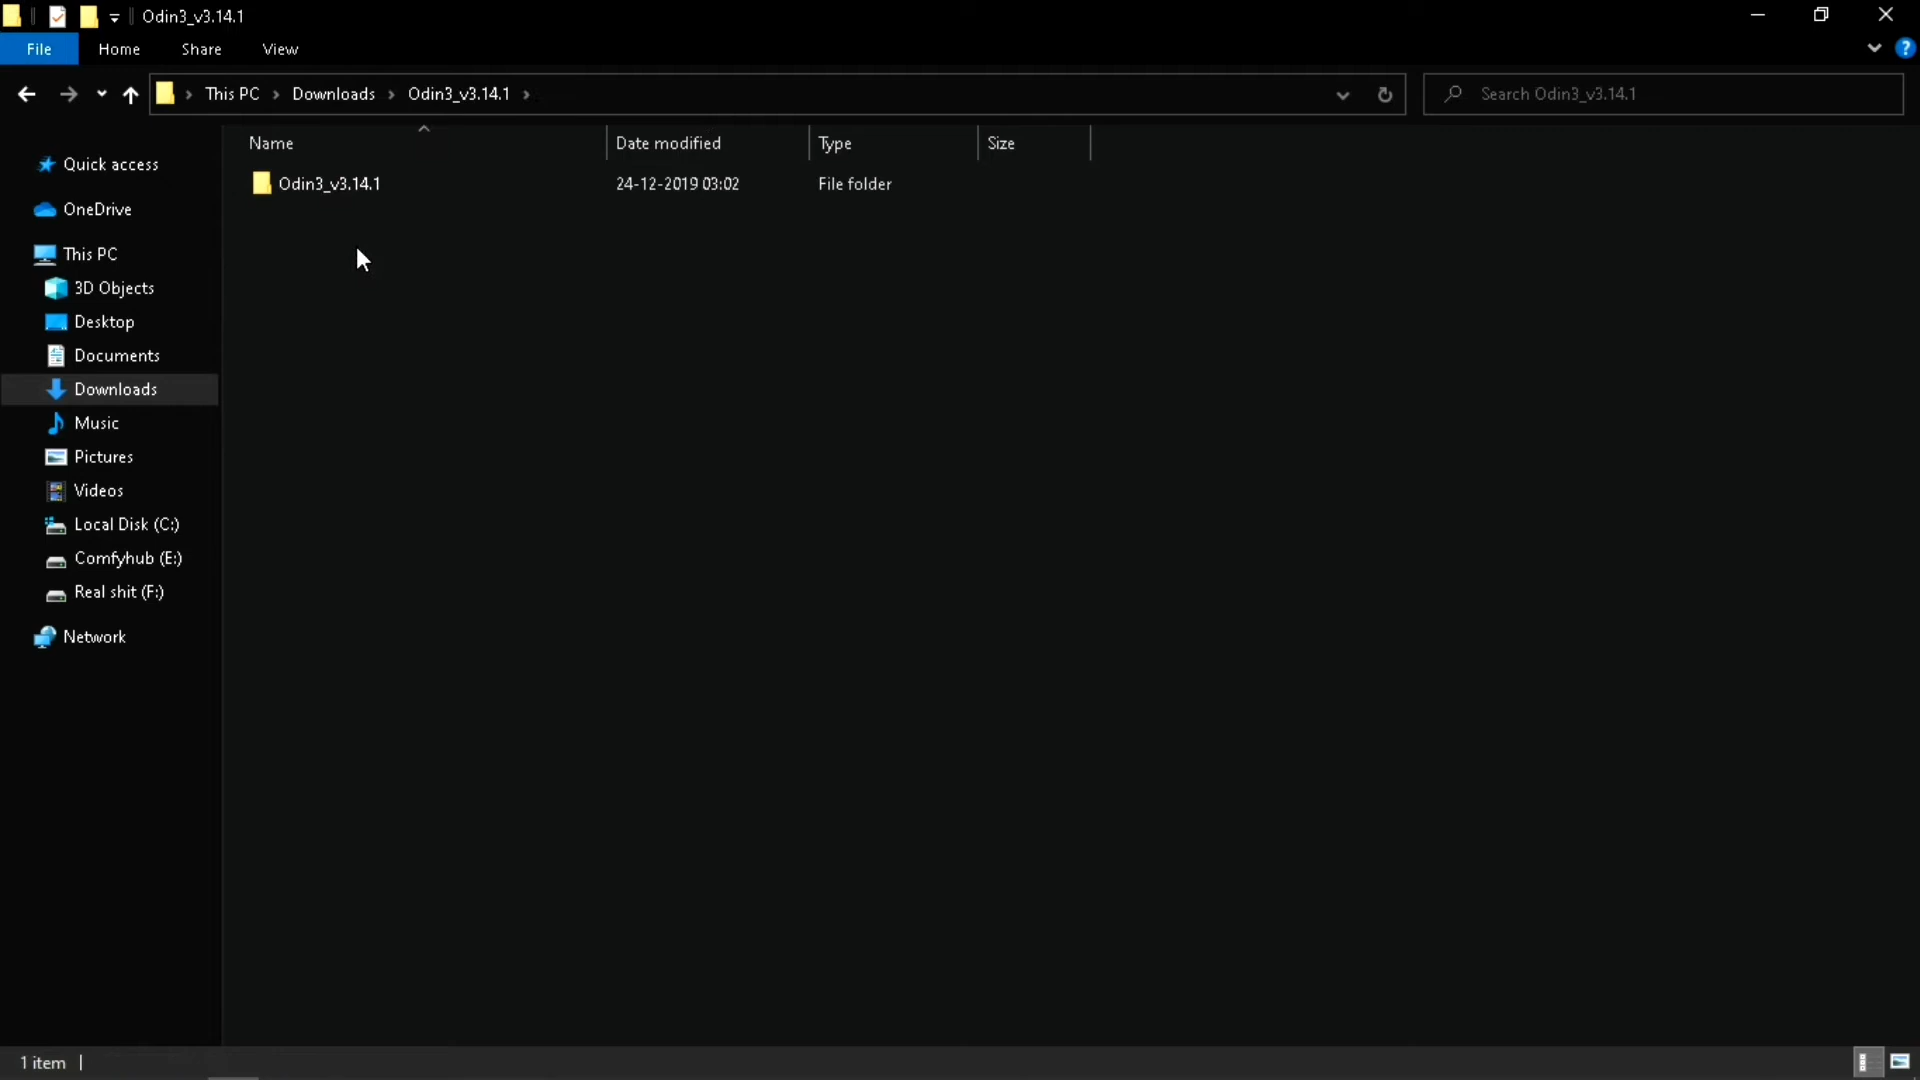 Odin3_v3.14.1
File Home Share View
This PC Downloads Odin3_v3.14.1 Search Odin3_v3.14.1
Name Date modified Type Size
Odin3_v3.14.1 24-12-2019 03:02 File folder
Quick access
OneDrive
This PC
3D Objects
Desktop
Documents
Downloads
Music
Pictures
Videos
Local Disk (C:)
Comfyhub (E:)
Real shit (F:)
Network
1 item